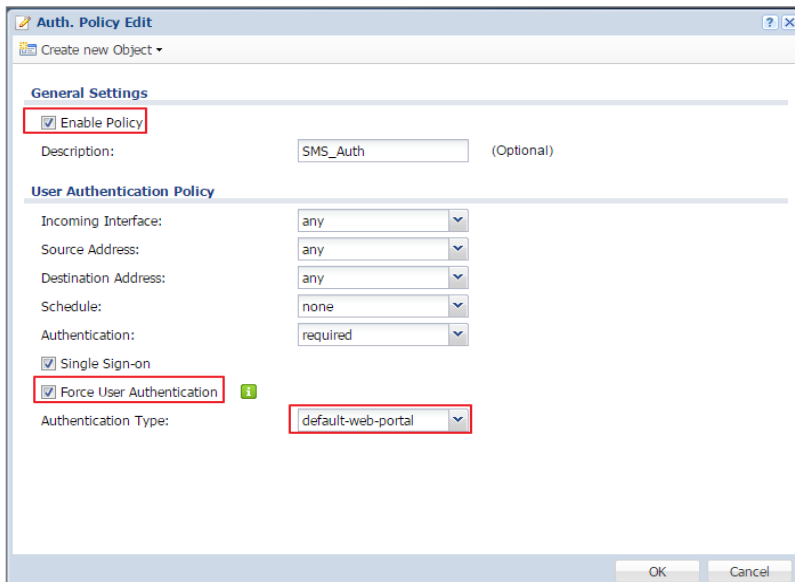 Auth. Policy Edit
Create new Object
General Settings
Enable Policy
Description: SMS_Auth (Optional)
User Authentication Policy
Incoming Interface: any
Source Address: any
Destination Address: any
Schedule: none
Authentication: required
Single Sign-on
Force User Authentication
Authentication Type: default-web-portal
OK Cancel